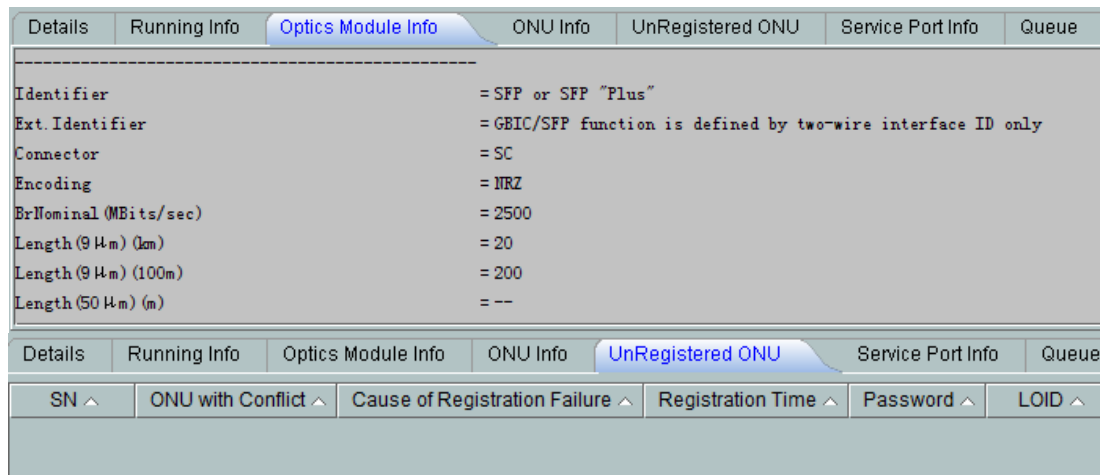 Details Running Info Optics Module Info ONU Info UnRegistered ONU Service Port Info Queue
--------------------------------------------------
Identifier = SFP or SFP "Plus"
Ext.Identifier = GBIC/SFP function is defined by two-wire interface ID only
Connector = SC
Encoding = NRZ
BrNominal(MBits/sec) = 2500
Length(9μm)(km) = 20
Length(9μm)(100m) = 200
Length(50μm)(m) = --
Details Running Info Optics Module Info ONU Info UnRegistered ONU Service Port Info Queue
SN ONU with Conflict Cause of Registration Failure Registration Time Password LOID